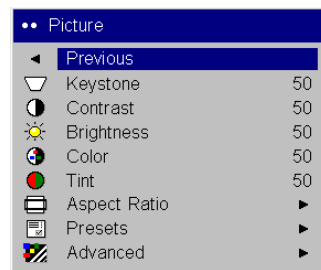 Picture
Previous
Keystone 50
Contrast 50
Brightness 50
Color 50
Tint 50
Aspect Ratio
Presets
Advanced